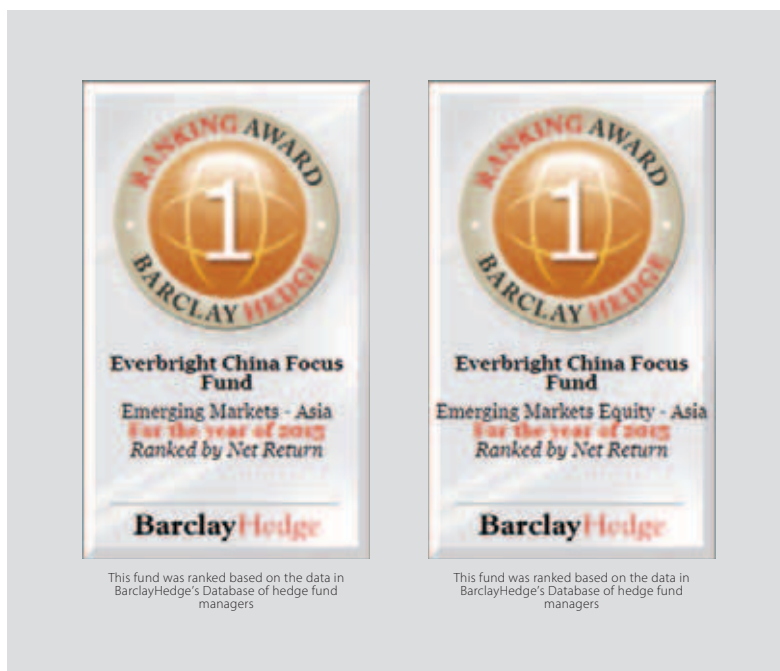 RANKING AWARD
1
BARCLAY HEDGE
Everbright China Focus
Fund
Emerging Markets - Asia
For the year of 2015
Ranked by Net Return
BarclayHedge
This fund was ranked based on the data in
BarclayHedge's Database of hedge fund
managers
RANKING AWARD
1
BARCLAY HEDGE
Everbright China Focus
Fund
Emerging Markets Equity - Asia
For the year of 2015
Ranked by Net Return
BarclayHedge
This fund was ranked based on the data in
BarclayHedge's Database of hedge fund
managers